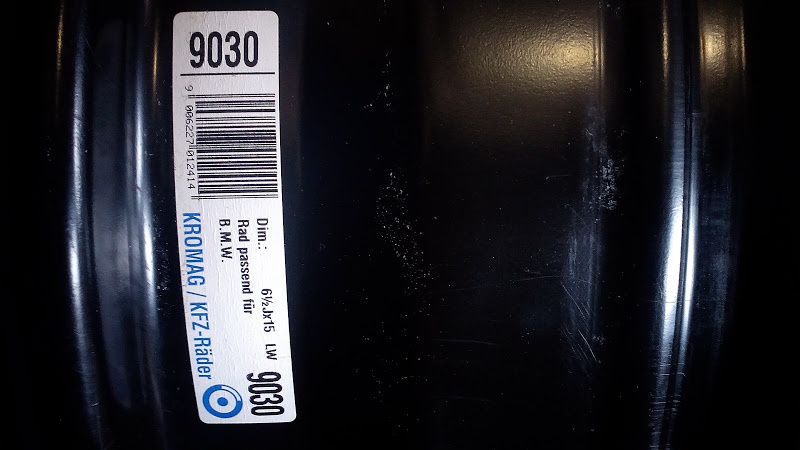 9030
9 006227 012414
Dim.: 6½Jx15 LW 9030
Rad passend für
B.M.W.
KROMAG / KFZ-Räder